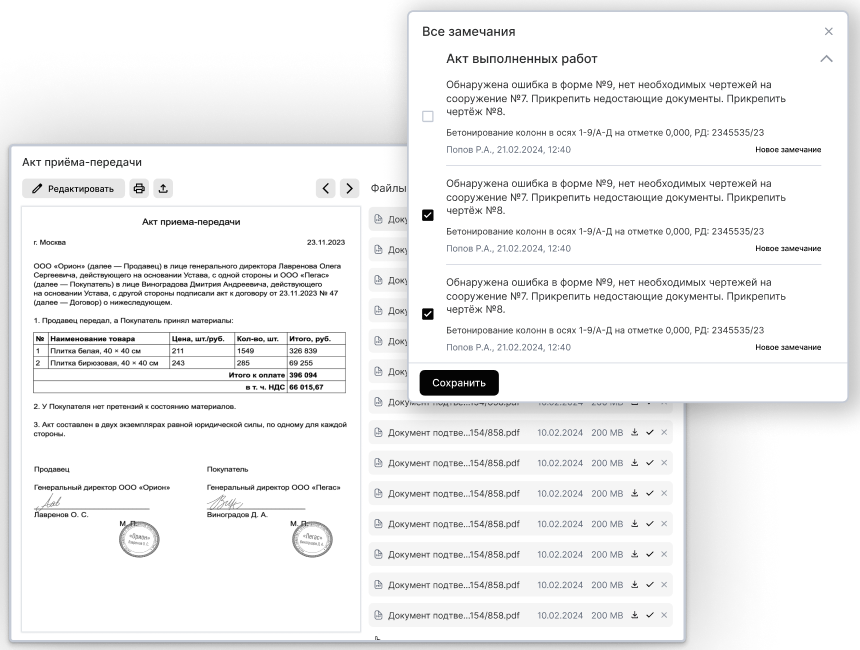 Все замечания
Акт выполненных работ
Обнаружена ошибка в форме №9, нет необходимых чертежей на
сооружение №7. Прикрепить недостающие документы. Прикрепить
чертёж №8.
Бетонирование колонн в осях 1-9/А-Д на отметке 0,000, РД: 2345535/23
Попов Р.А., 21.02.2024, 12:40 Новое замечание
Обнаружена ошибка в форме №9, нет необходимых чертежей на
сооружение №7. Прикрепить недостающие документы. Прикрепить
чертёж №8.
Бетонирование колонн в осях 1-9/А-Д на отметке 0,000, РД: 2345535/23
Попов Р.А., 21.02.2024, 12:40 Новое замечание
Обнаружена ошибка в форме №9, нет необходимых чертежей на
сооружение №7. Прикрепить недостающие документы. Прикрепить
чертёж №8.
Бетонирование колонн в осях 1-9/А-Д на отметке 0,000, РД: 2345535/23
Попов Р.А., 21.02.2024, 12:40 Новое замечание
Сохранить
Акт приёма-передачи
Редактировать
Акт приема-передачи
г. Москва 23.11.2023
ООО «Орион» (далее — Продавец) в лице генерального директора Лавренова Олега
Сергеевича, действующего на основании Устава, с одной стороны и ООО «Пегас»
(далее — Покупатель) в лице Виноградова Дмитрия Андреевича, действующего
на основании Устава, с другой стороны подписали акт к договору от 23.11.2023 № 47
(далее — Договор) о нижеследующем.
1. Продавец передал, а Покупатель принял материалы:
№ Наименование товара Цена, шт./руб. Кол-во, шт. Итого, руб.
1 Плитка белая, 40 × 40 см 211 1549 326 839
2 Плитка бирюзовая, 40 × 40 см 243 285 69 255
Итого к оплате 396 094
в т. ч. НДС 66 015,67
2. У Покупателя нет претензий к состоянию материалов.
3. Акт составлен в двух экземплярах равной юридической силы, по одному для каждой
стороны.
Продавец Покупатель
Генеральный директор ООО «Орион» Генеральный директор ООО «Пегас»
Лавренов О. С. Виноградов Д. А.
М. П. М. П.
«Орион» «Пегас»
Файлы
Доку
Доку
Доку
Доку
Доку
Доку
Документ подтве...154/858.pdf 10.02.2024 200 MB
Документ подтве...154/858.pdf 10.02.2024 200 MB
Документ подтве...154/858.pdf 10.02.2024 200 MB
Документ подтве...154/858.pdf 10.02.2024 200 MB
Документ подтве...154/858.pdf 10.02.2024 200 MB
Документ подтве...154/858.pdf 10.02.2024 200 MB
Документ подтве...154/858.pdf 10.02.2024 200 MB
Документ подтве...154/858.pdf 10.02.2024 200 MB